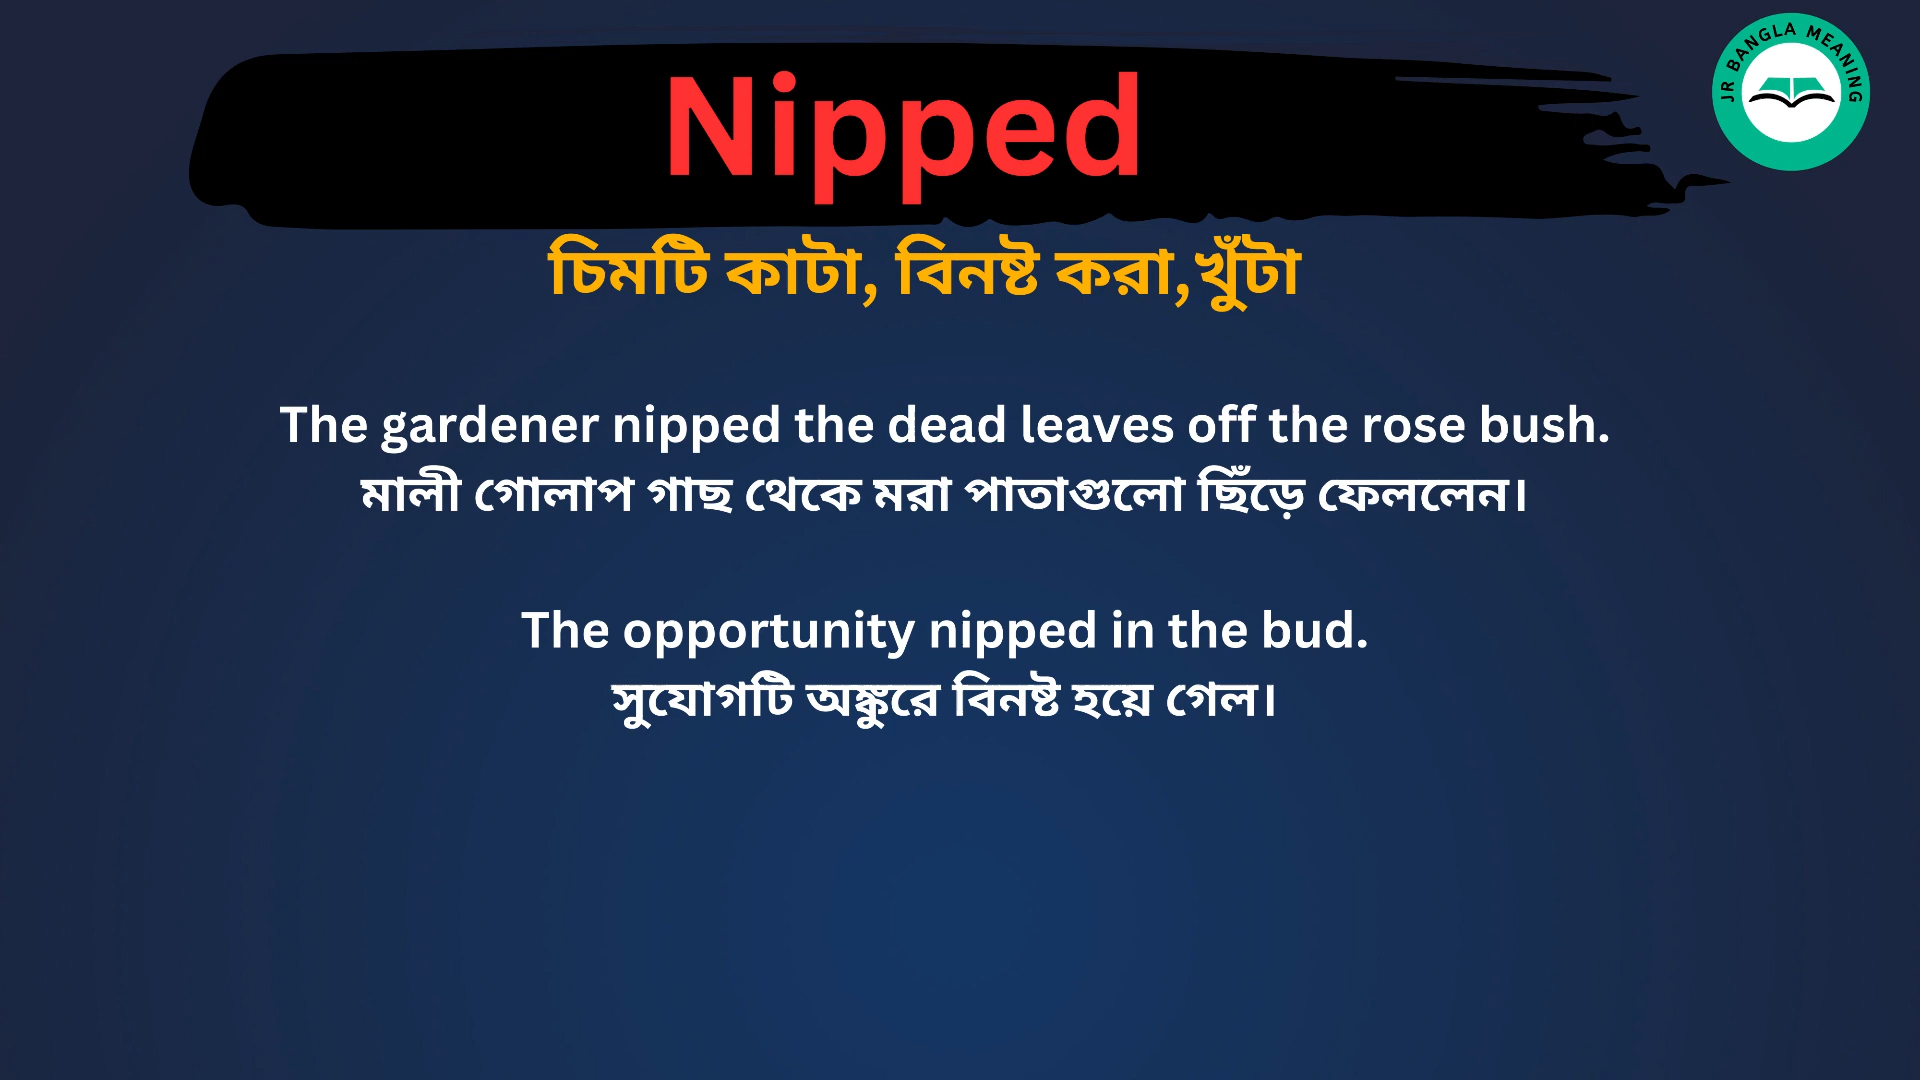 JR BANGLA MEANING
Nipped
চিমটি কাটা, বিনষ্ট করা,খুঁটা
The gardener nipped the dead leaves off the rose bush.
মালী গোলাপ গাছ থেকে মরা পাতাগুলো ছিঁড়ে ফেললেন।
The opportunity nipped in the bud.
সুযোগটি অঙ্কুরে বিনষ্ট হয়ে গেল।